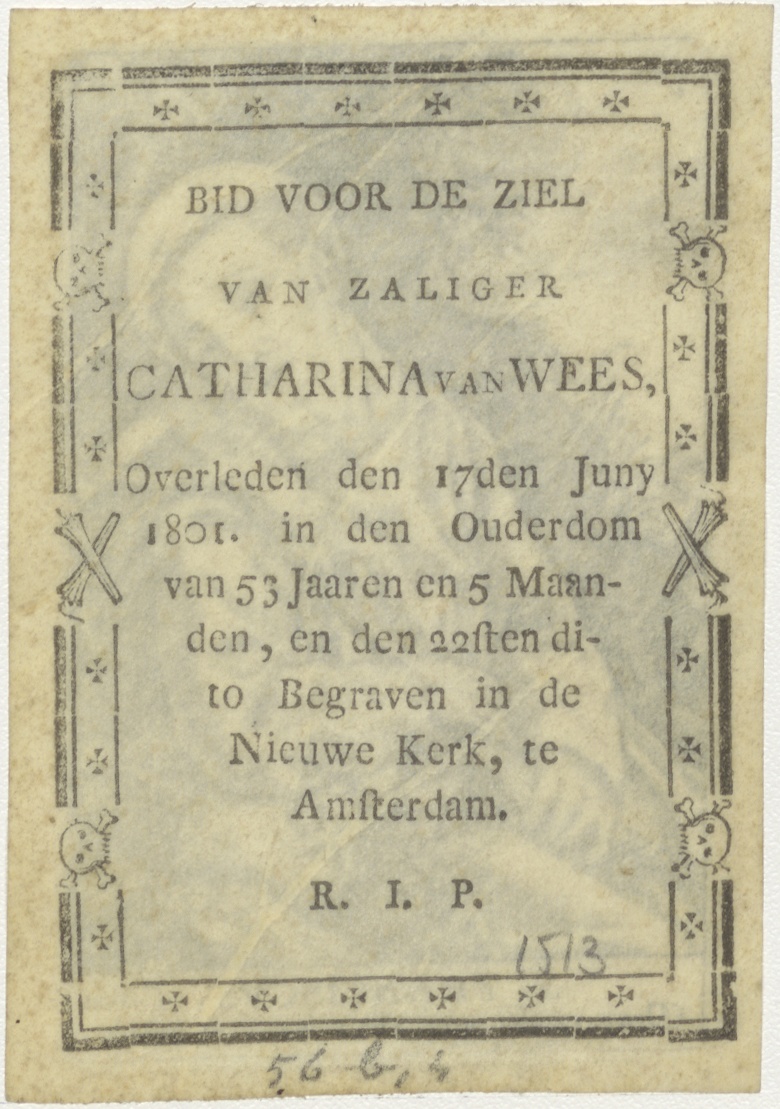 BID VOOR DE ZIEL
VAN ZALIGER
CATHARINA VAN WEES,
Overleden den 17den Juny
1801. in den Ouderdom
van 53 Jaaren en 5 Maan-
den, en den 22ſten di-
to Begraven in de
Nieuwe Kerk, te
Amſterdam.
R. I. P.
1513
56